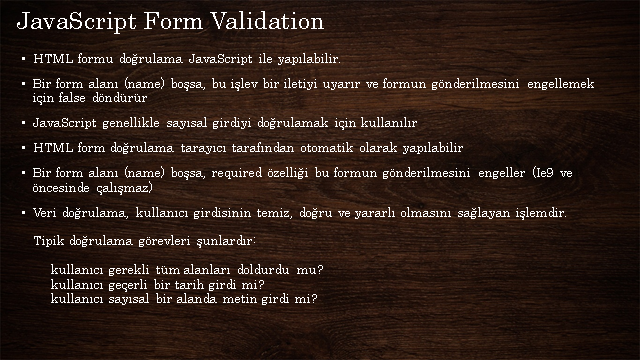 JavaScript Form Validation
• HTML formu doğrulama JavaScript ile yapılabilir.
• Bir form alanı (name) boşsa, bu işlev bir iletiyi uyarır ve formun gönderilmesini engellemek
için false döndürür
• JavaScript genellikle sayısal girdiyi doğrulamak için kullanılır
• HTML form doğrulama tarayıcı tarafından otomatik olarak yapılabilir
• Bir form alanı (name) boşsa, required özelliği bu formun gönderilmesini engeller (Ie9 ve
öncesinde çalışmaz)
• Veri doğrulama, kullanıcı girdisinin temiz, doğru ve yararlı olmasını sağlayan işlemdir.
Tipik doğrulama görevleri şunlardır:
kullanıcı gerekli tüm alanları doldurdu mu?
kullanıcı geçerli bir tarih girdi mi?
kullanıcı sayısal bir alanda metin girdi mi?